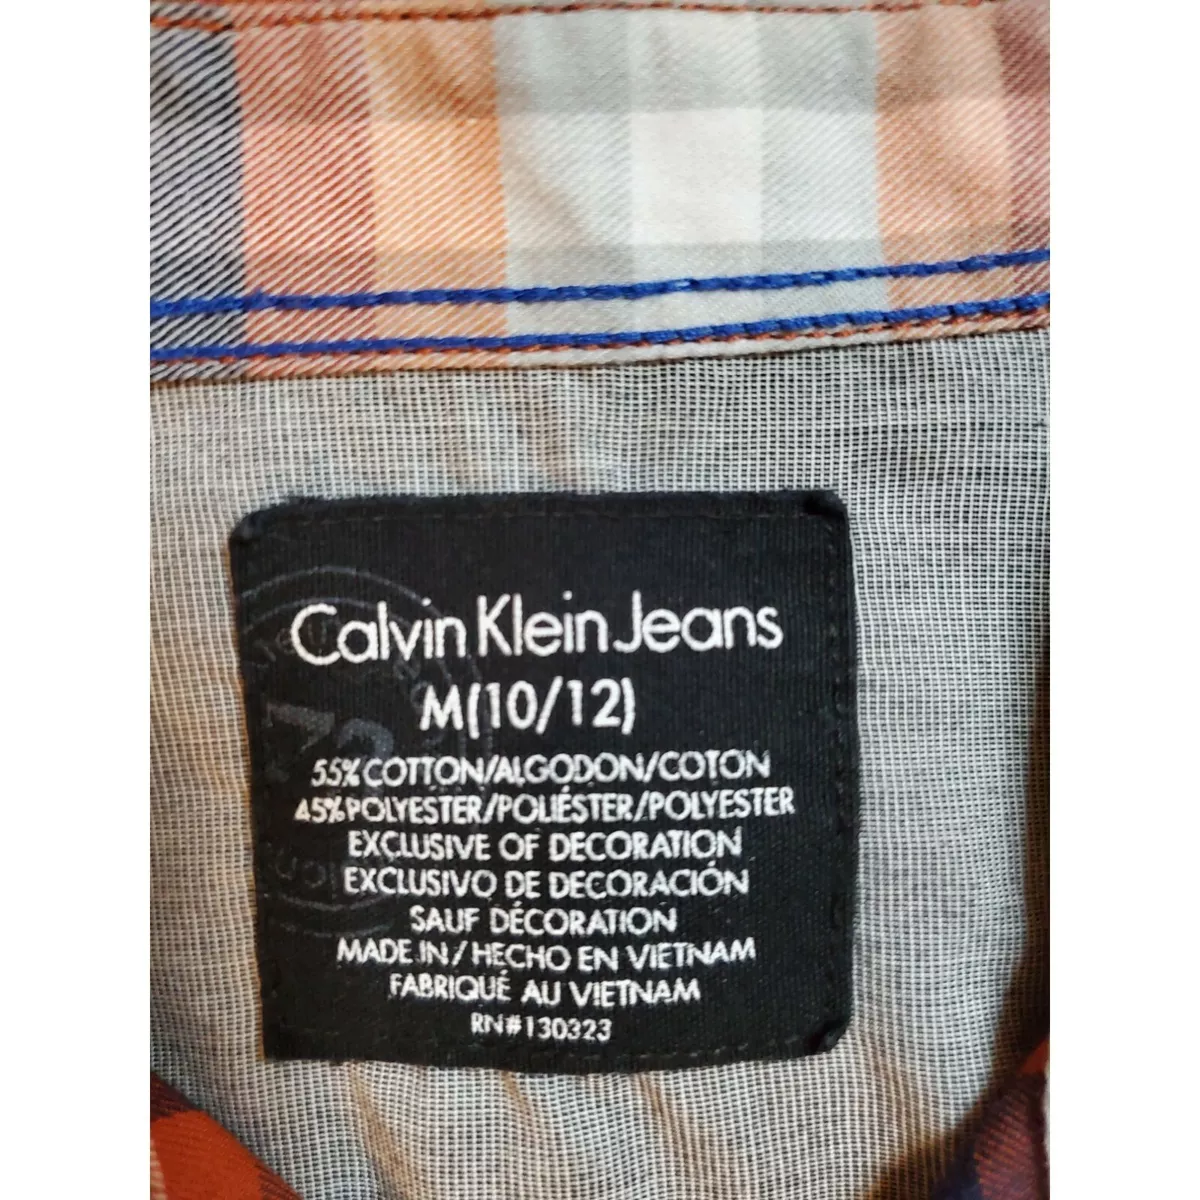 Calvin Klein Jeans
M(10/12)
55% COTTON/ALGODON/COTON
45% POLYESTER/POLIÉSTER/POLYESTER
EXCLUSIVE OF DECORATION
EXCLUSIVO DE DECORACIÓN
SAUF DÉCORATION
MADE IN / HECHO EN VIETNAM
FABRIQUÉ AU VIETNAM
RN#130323